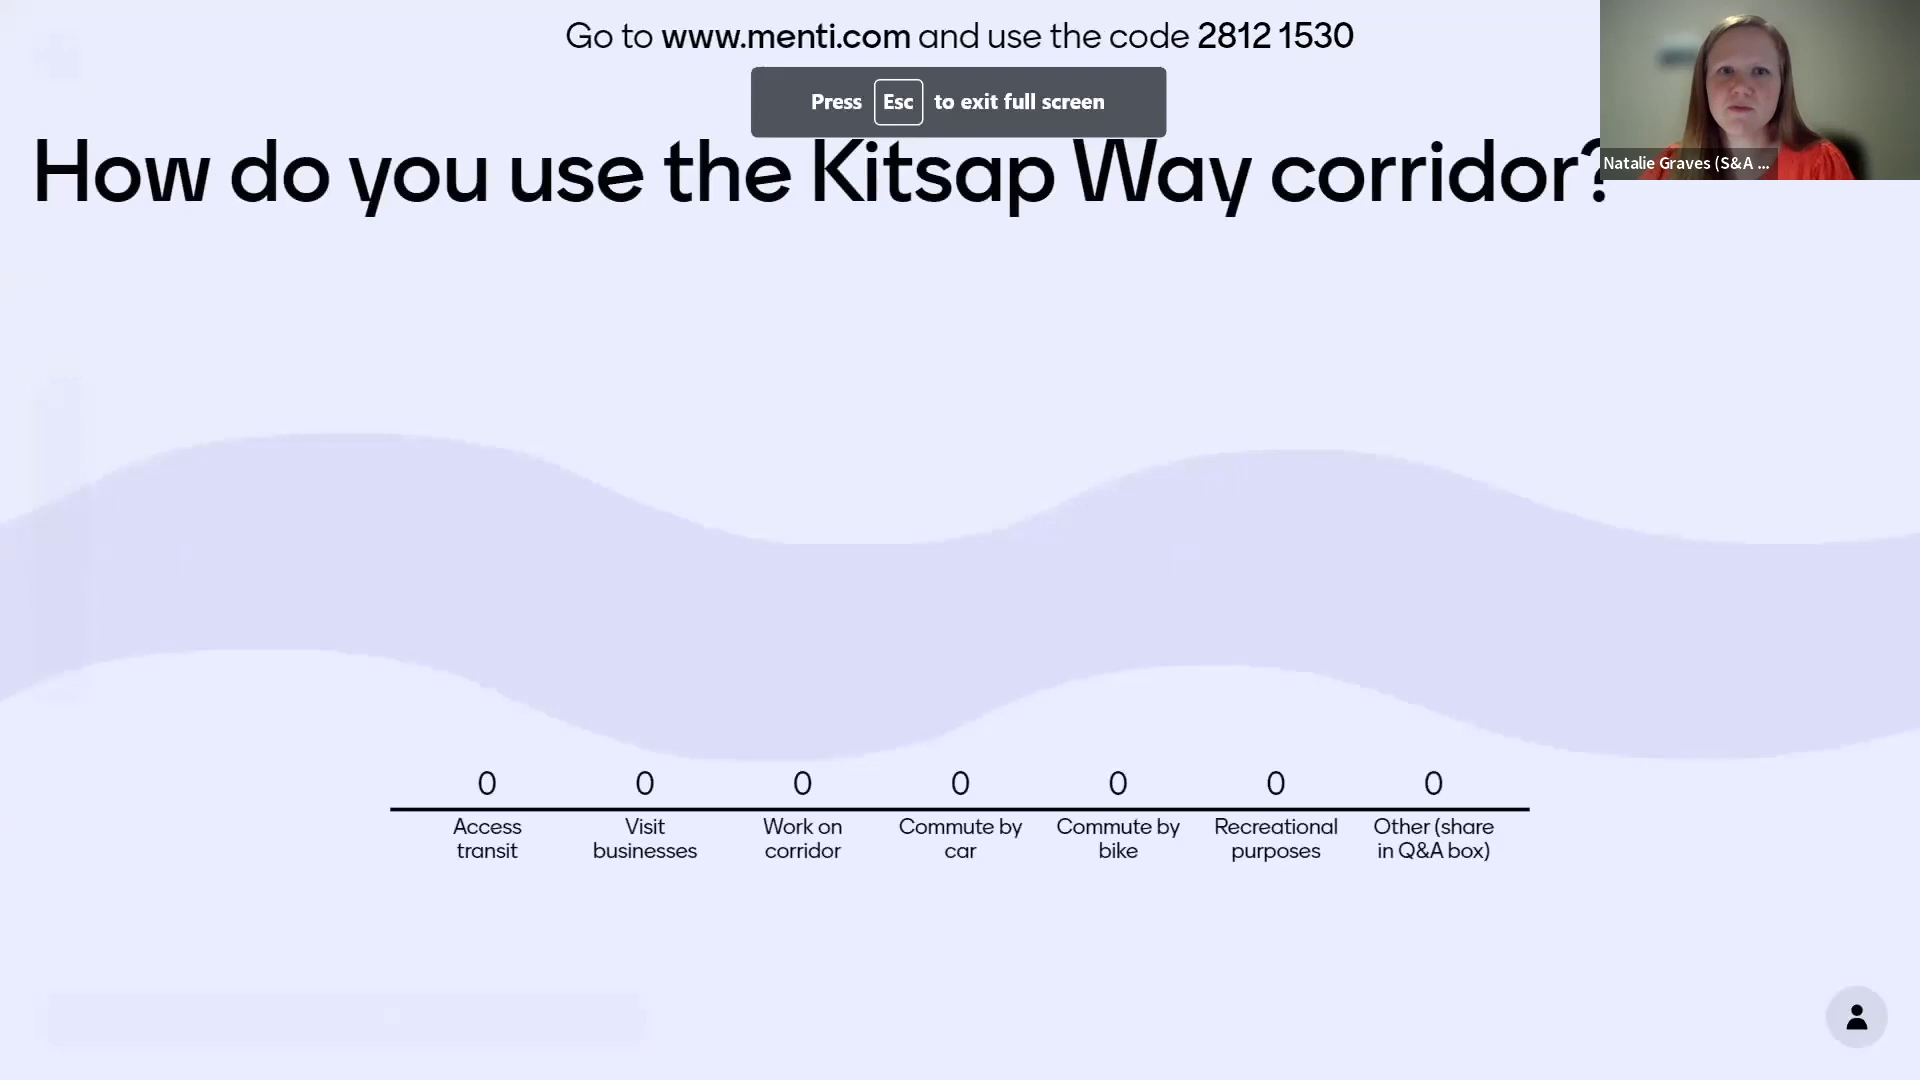 Go to www.menti.com and use the code 2812 1530
Press Esc to exit full screen
How do you use the Kitsap Way corridor?
Natalie Graves (S&A ...
0 0 0 0 0 0 0
Access transit
Visit businesses
Work on corridor
Commute by car
Commute by bike
Recreational purposes
Other (share in Q&A box)